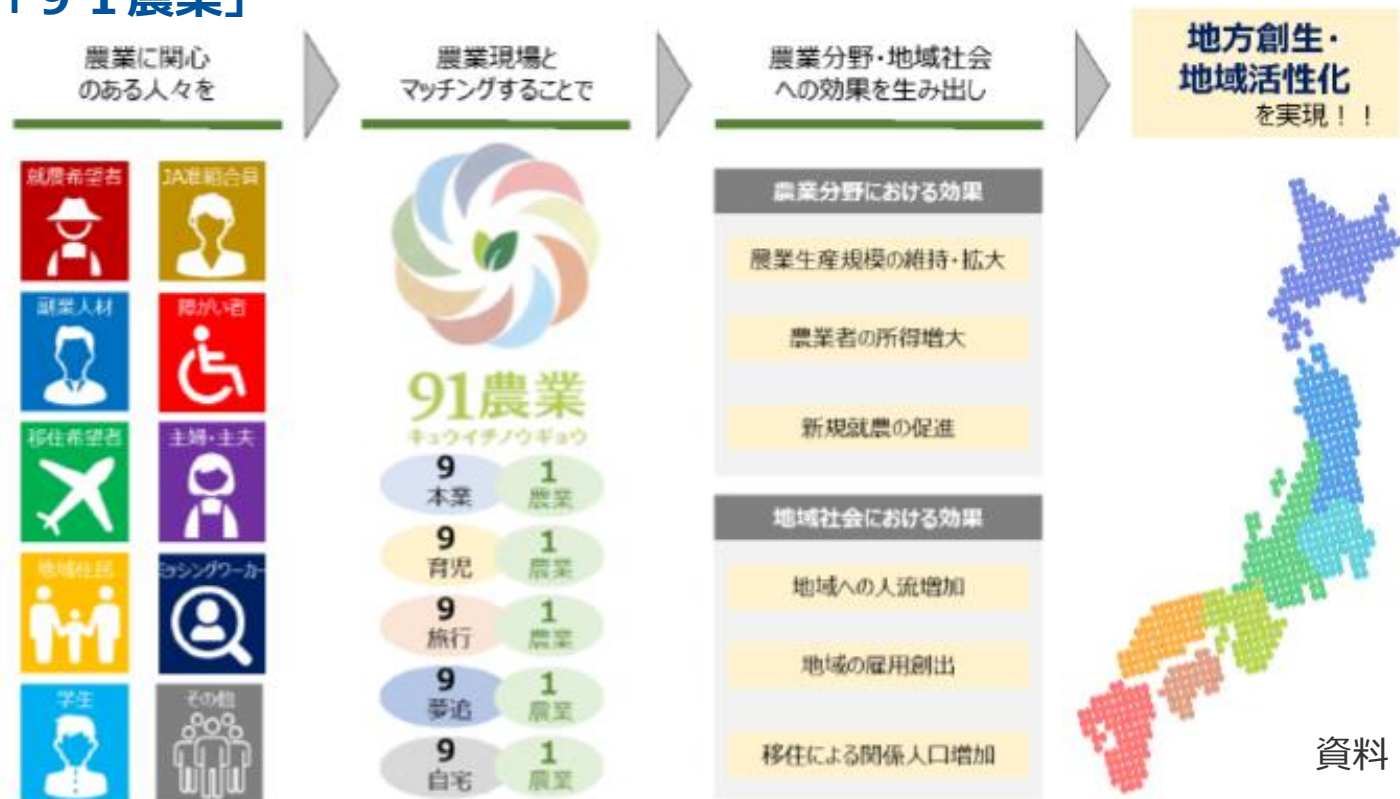 「９１農業」
農業に関心
のある人々を
農業現場と
マッチングすることで
農業分野・地域社会
への効果を生み出し
地方創生・
地域活性化
を実現！！
就農希望者
JA准組合員
副業人材
障がい者
移住希望者
主婦・主夫
地域住民
ミッシングワーカー
学生
その他
91農業
キュウイチノウギョウ
9 1
本業 農業
9 1
育児 農業
9 1
旅行 農業
9 1
夢追 農業
9 1
自宅 農業
農業分野における効果
農業生産規模の維持・拡大
農業者の所得増大
新規就農の促進
地域社会における効果
地域への人流増加
地域の雇用創出
移住による関係人口増加
資料